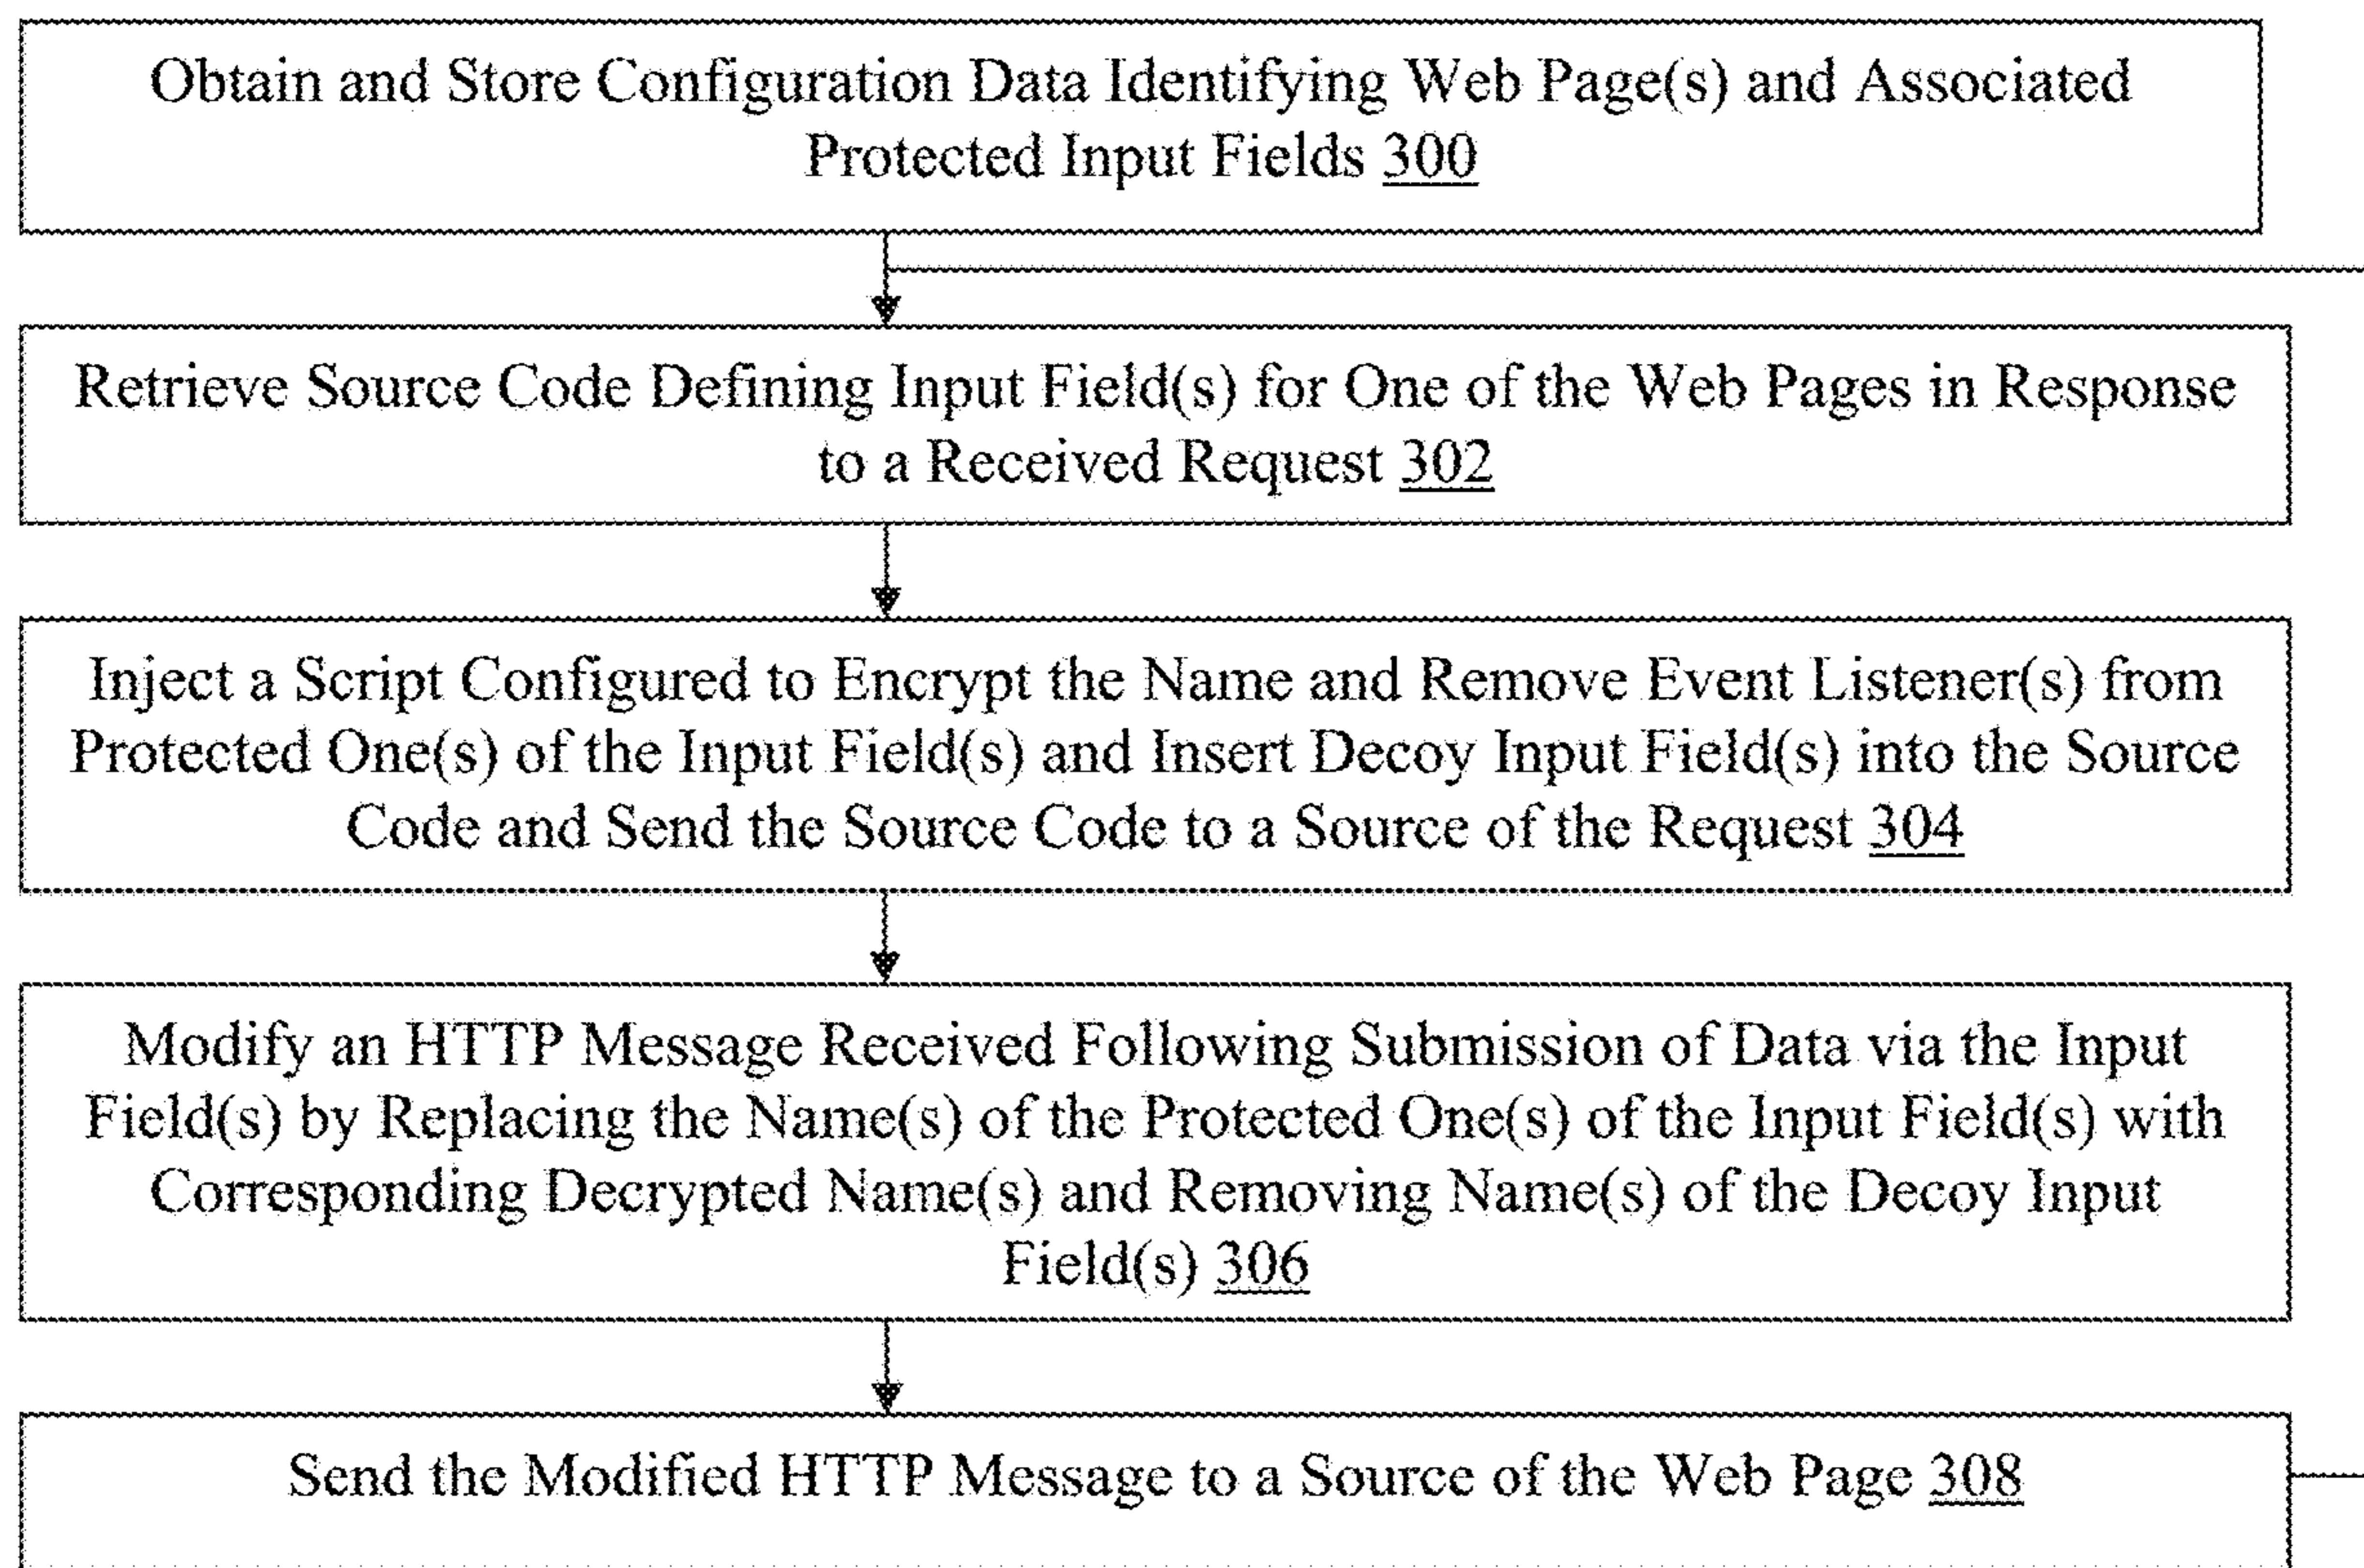 Obtain and Store Configuration Data Identifying Web Page(s) and Associated
Protected Input Fields 300
Retrieve Source Code Defining Input Field(s) for One of the Web Pages in Response
to a Received Request 302
Inject a Script Configured to Encrypt the Name and Remove Event Listener(s) from
Protected One(s) of the Input Field(s) and Insert Decoy Input Field(s) into the Source
Code and Send the Source Code to a Source of the Request 304
Modify an HTTP Message Received Following Submission of Data via the Input
Field(s) by Replacing the Name(s) of the Protected One(s) of the Input Field(s) with
Corresponding Decrypted Name(s) and Removing Name(s) of the Decoy Input
Field(s) 306
Send the Modified HTTP Message to a Source of the Web Page 308